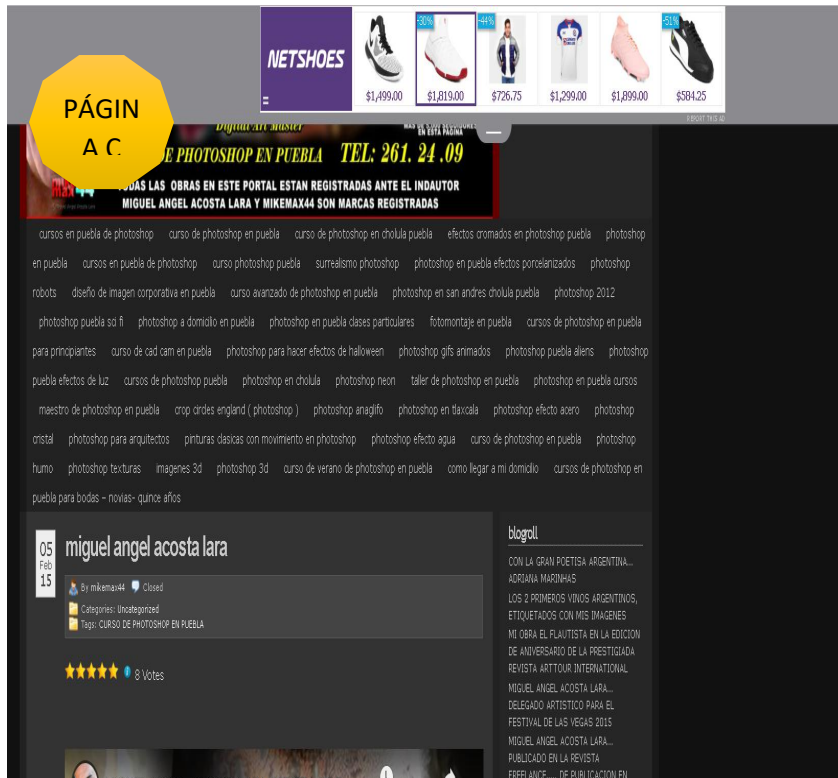 NETSHOES
-30%
-44%
-51%
$1,499.00
$1,819.00
$726.75
$1,299.00
$1,899.00
$584.25
REPORT THIS AD
PÁGIN
A C
Digital Art Master
EN ESTA PAGINA
DE PHOTOSHOP EN PUEBLA TEL: 261. 24 .09
LAS OBRAS EN ESTE PORTAL ESTAN REGISTRADAS ANTE EL INDAUTOR
MIGUEL ANGEL ACOSTA LARA Y MIKEMAX44 SON MARCAS REGISTRADAS
cursos en puebla de photoshop curso de photoshop en puebla curso de photoshop en cholula puebla efectos cromados en photoshop puebla photoshop
en puebla cursos en puebla de photoshop curso photoshop puebla surrealismo photoshop photoshop en puebla efectos porcelanizados photoshop
robots diseño de imagen corporativa en puebla curso avanzado de photoshop en puebla photoshop en san andres cholula puebla photoshop 2012
photoshop puebla sci fi photoshop a domicilio en puebla photoshop en puebla clases particulares fotomontaje en puebla cursos de photoshop en puebla
para principiantes curso de cad cam en puebla photoshop para hacer efectos de halloween photoshop gifs animados photoshop puebla aliens photoshop
puebla efectos de luz cursos de photoshop puebla photoshop en cholula photoshop neon taller de photoshop en puebla photoshop en puebla cursos
maestro de photoshop en puebla crop circles england ( photoshop ) photoshop anaglifo photoshop en tlaxcala photoshop efecto acero photoshop
cristal photoshop para arquitectos pinturas clasicas con movimiento en photoshop photoshop efecto agua curso de photoshop en puebla photoshop
humo photoshop texturas imagenes 3d photoshop 3d curso de verano de photoshop en puebla como llegar a mi domicilio cursos de photoshop en
puebla para bodas – novias- quince años
05
Feb
15
miguel angel acosta lara
By mikemax44 Closed
Categories: Uncategorized
Tags: CURSO DE PHOTOSHOP EN PUEBLA
8 Votes
blogroll
CON LA GRAN POETISA ARGENTINA...
ADRIANA MARINHAS
LOS 2 PRIMEROS VINOS ARGENTINOS,
ETIQUETADOS CON MIS IMAGENES
MI OBRA EL FLAUTISTA EN LA EDICION
DE ANIVERSARIO DE LA PRESTIGIADA
REVISTA ARTTOUR INTERNATIONAL
MIGUEL ANGEL ACOSTA LARA...
DELEGADO ARTISTICO PARA EL
FESTIVAL DE LAS VEGAS 2015
MIGUEL ANGEL ACOSTA LARA...
PUBLICADO EN LA REVISTA
FREELANCE..... DE PUBLICACION EN